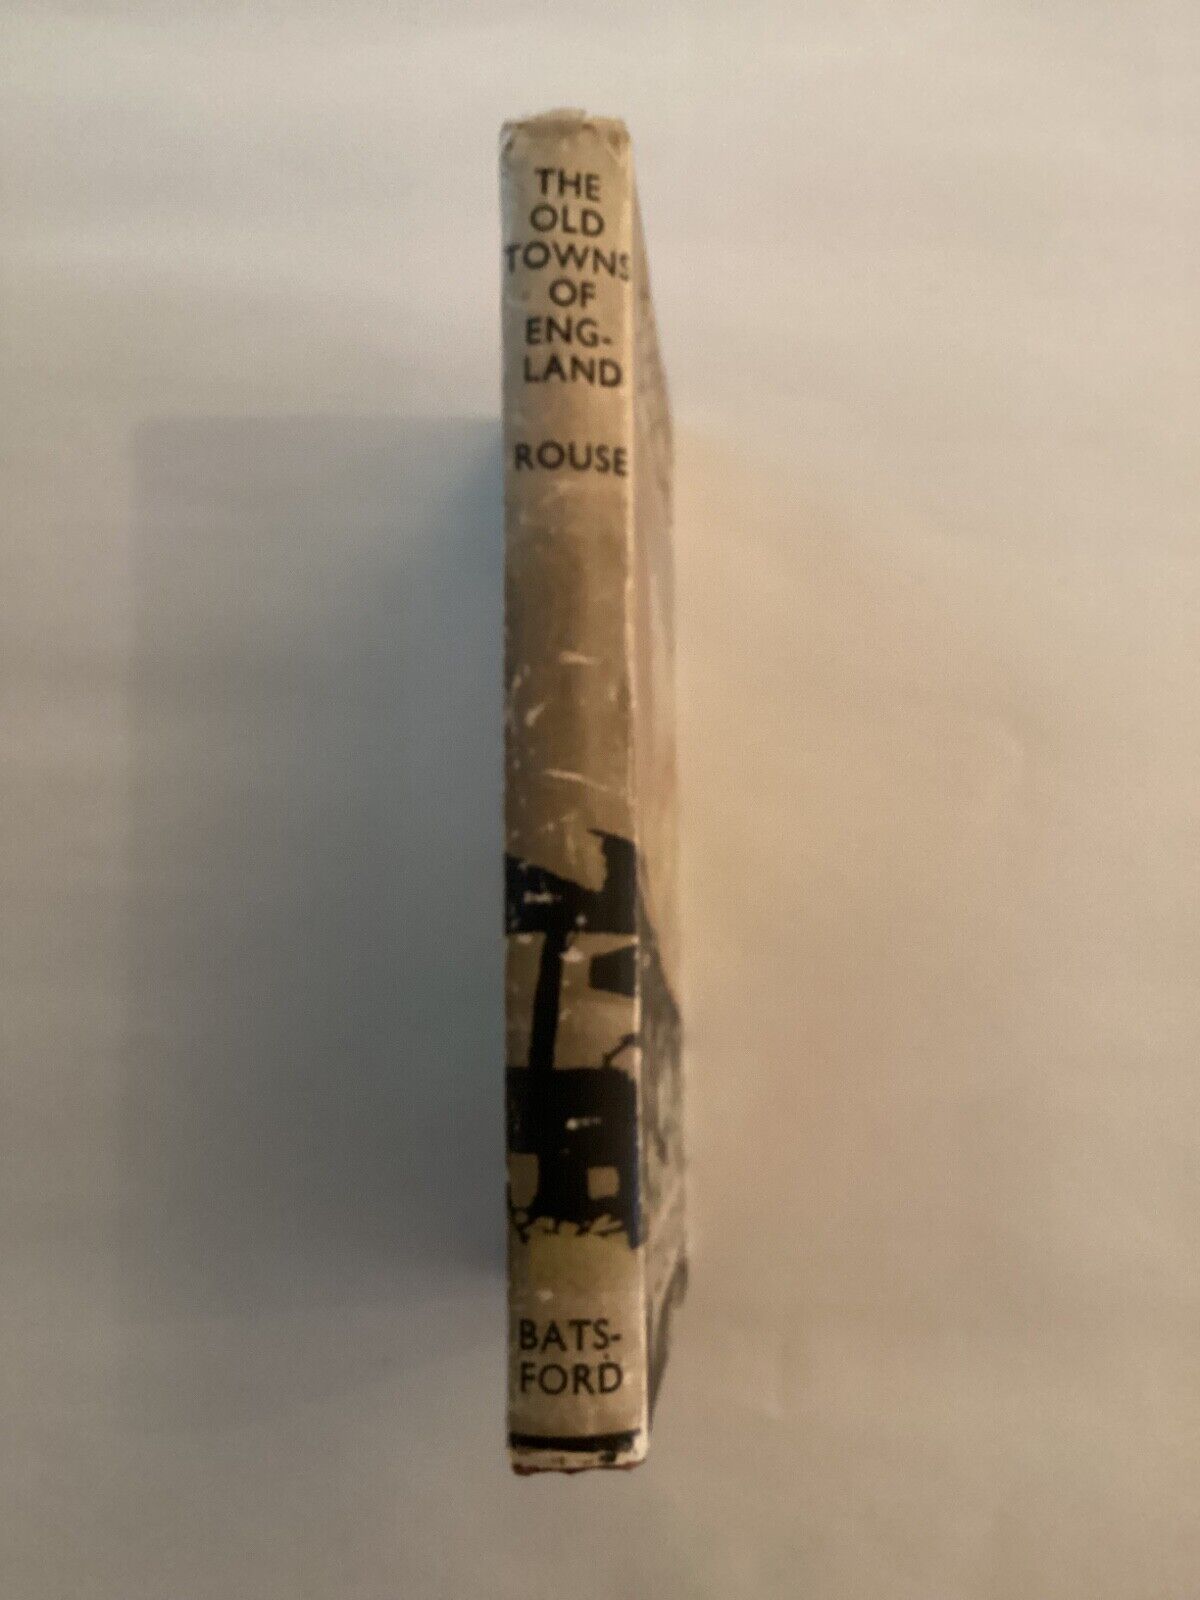 THE
OLD
TOWNS
OF
ENG-
LAND
ROUSE
BATS-
FORD